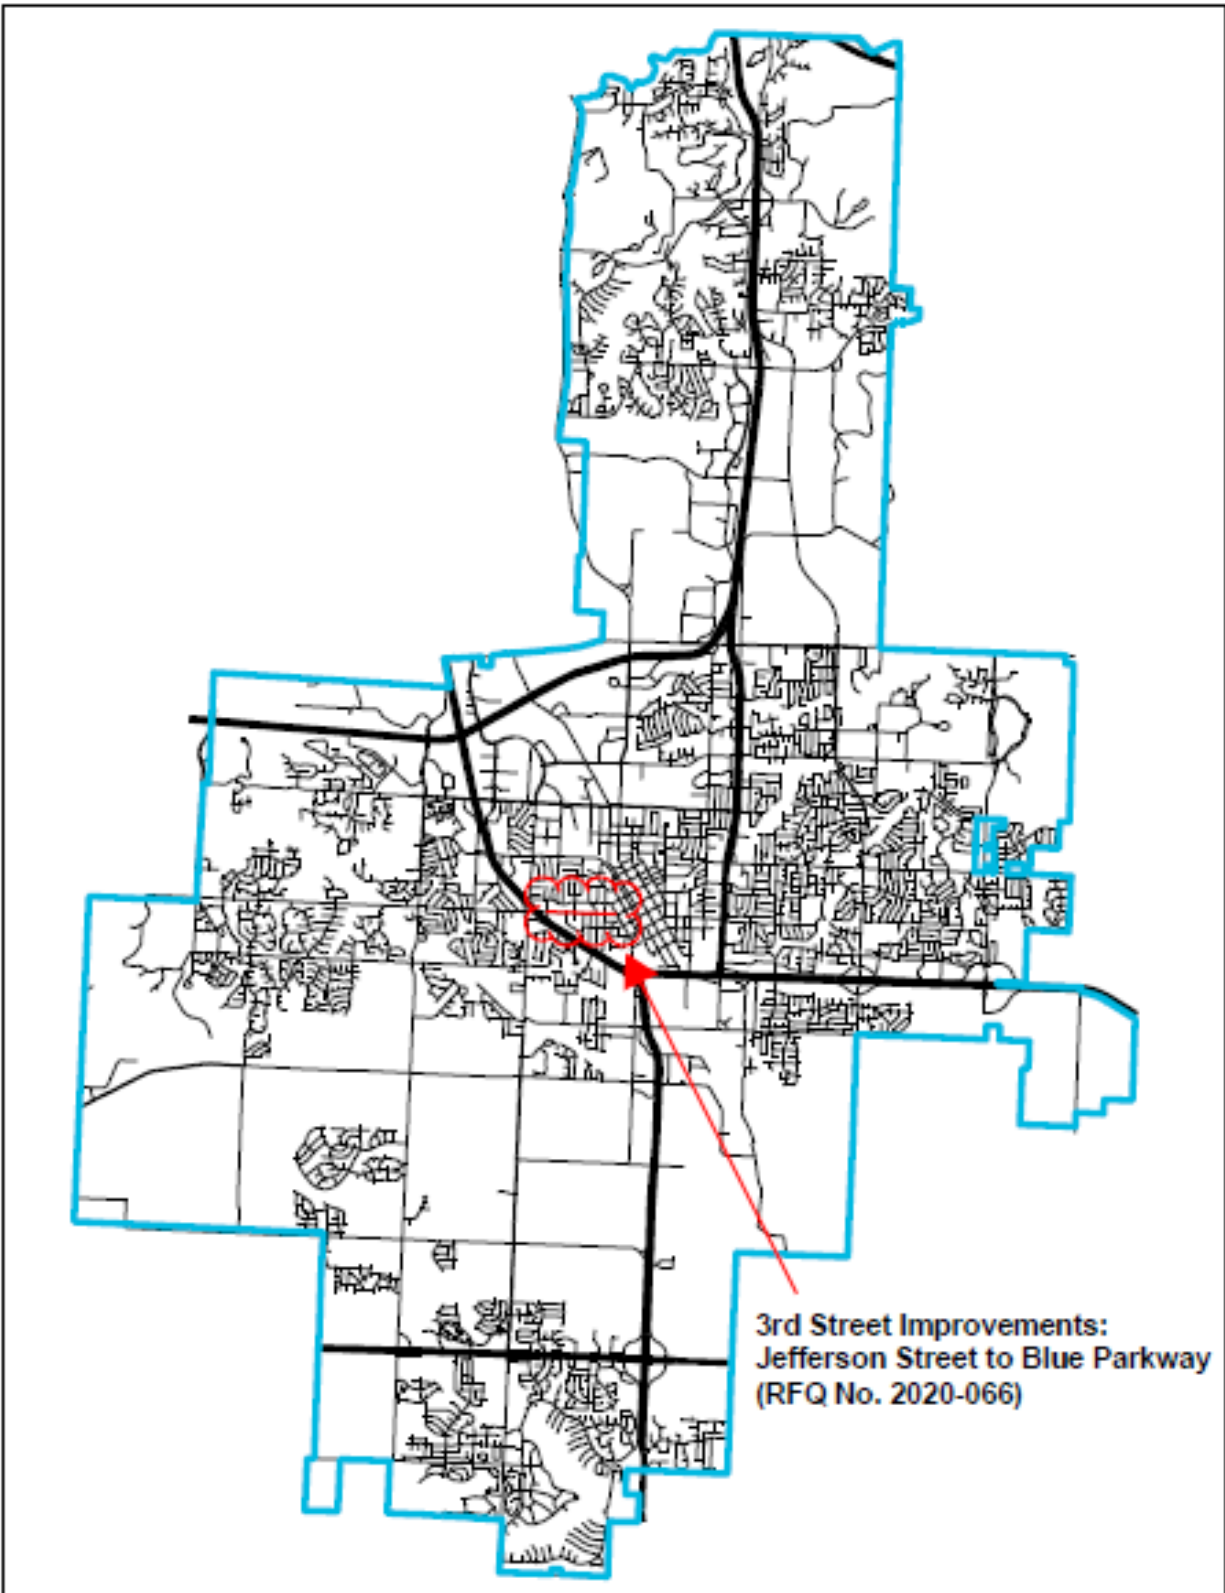 3rd Street Improvements:
Jefferson Street to Blue Parkway
(RFQ No. 2020-066)